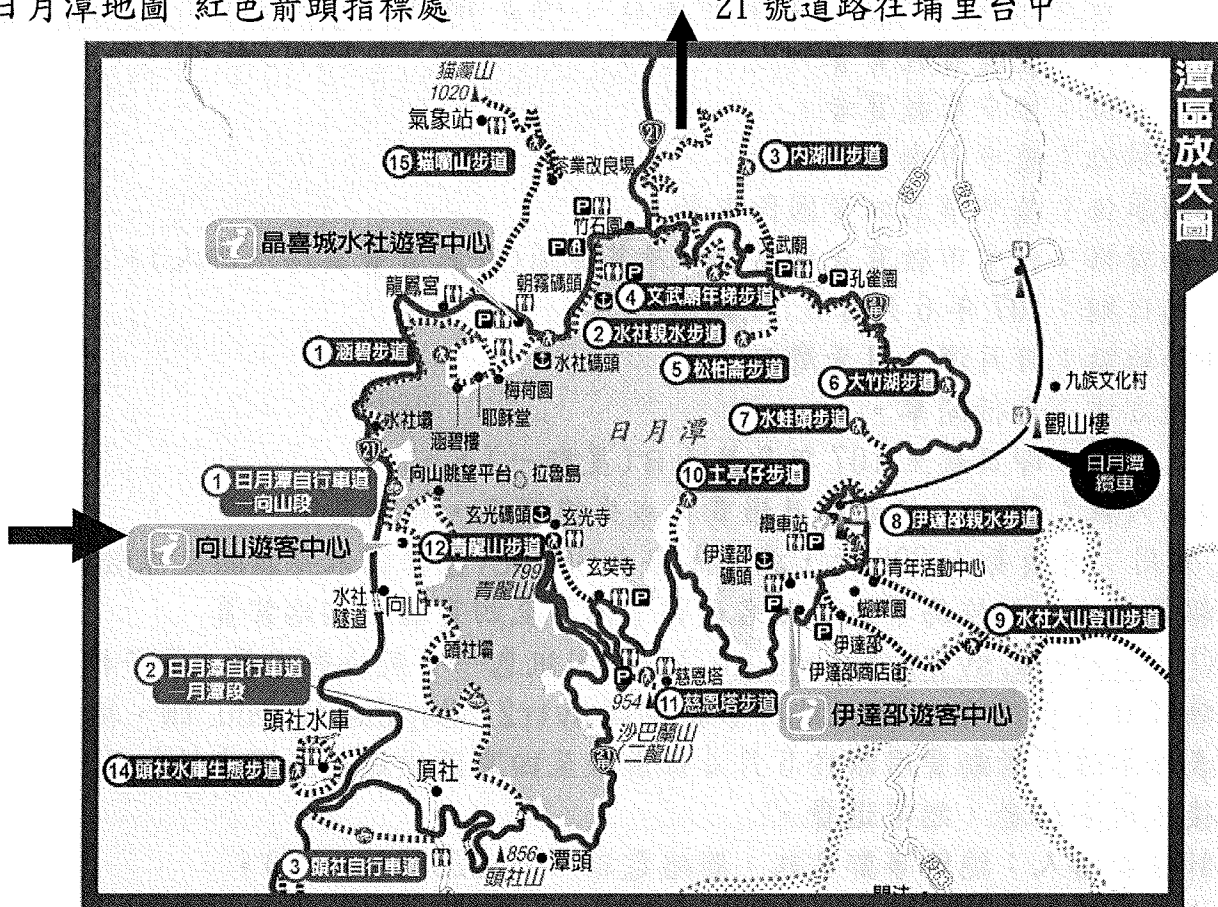 日月潭地圖 紅色箭頭指標處
21 號道路往埔里台中
潭區放大圖
貓囒山
1020
氣象站
15 貓囒山步道
茶業改良場
21
3 內湖山步道
P
竹石園
P
晶喜城水社遊客中心
文武廟
P
P 孔雀園
朝霧碼頭
P
4 文武廟年梯步道
龍鳳宮
P
2 水社親水步道
1 涵碧步道
水社碼頭
5 松柏崙步道
梅荷園
6 大竹湖步道
九族文化村
耶穌堂
水社壩
涵碧樓
日月潭
7 水蛙頭步道
觀山樓
21
向山眺望平台
拉魯島
10 土亭仔步道
日月潭
纜車
1 日月潭自行車道
—向山段
玄光碼頭
玄光寺
纜車站
P
8 伊達邵親水步道
向山遊客中心
12 青龍山步道
799
青龍山
玄奘寺
P
伊達邵
碼頭
青年活動中心
水社
隧道
向山
P
蝴蝶園
9 水社大山登山步道
P
伊達邵
頭社壩
伊達邵商店街
2 日月潭自行車道
—月潭段
P
慈恩塔
954
11 慈恩塔步道
伊達邵遊客中心
頭社水庫
沙巴蘭山
(二龍山)
14 頭社水庫生態步道
頂社
3 頭社自行車道
856
頭社山
潭頭